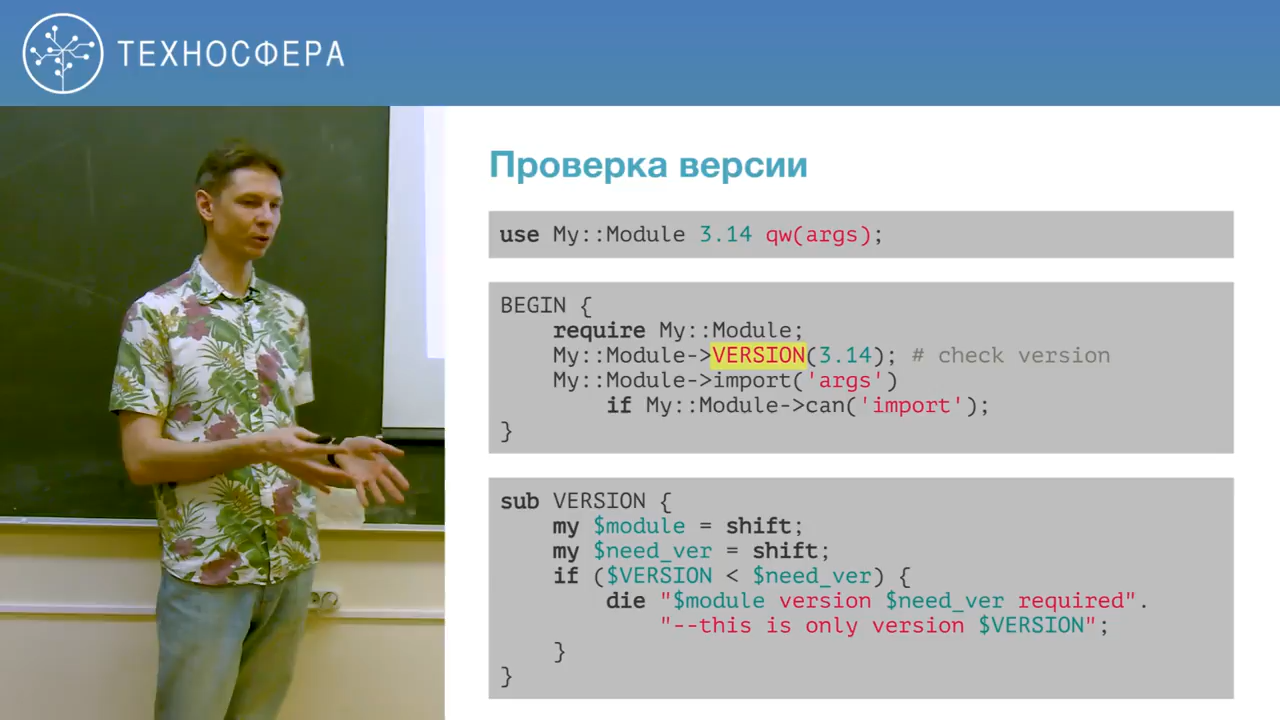 ТЕХНОСФЕРА
Проверка версии
use My::Module 3.14 qw(args);
BEGIN {
    require My::Module;
    My::Module->VERSION(3.14); # check version
    My::Module->import('args')
        if My::Module->can('import');
}
sub VERSION {
    my $module = shift;
    my $need_ver = shift;
    if ($VERSION < $need_ver) {
        die "$module version $need_ver required".
            "--this is only version $VERSION";
    }
}